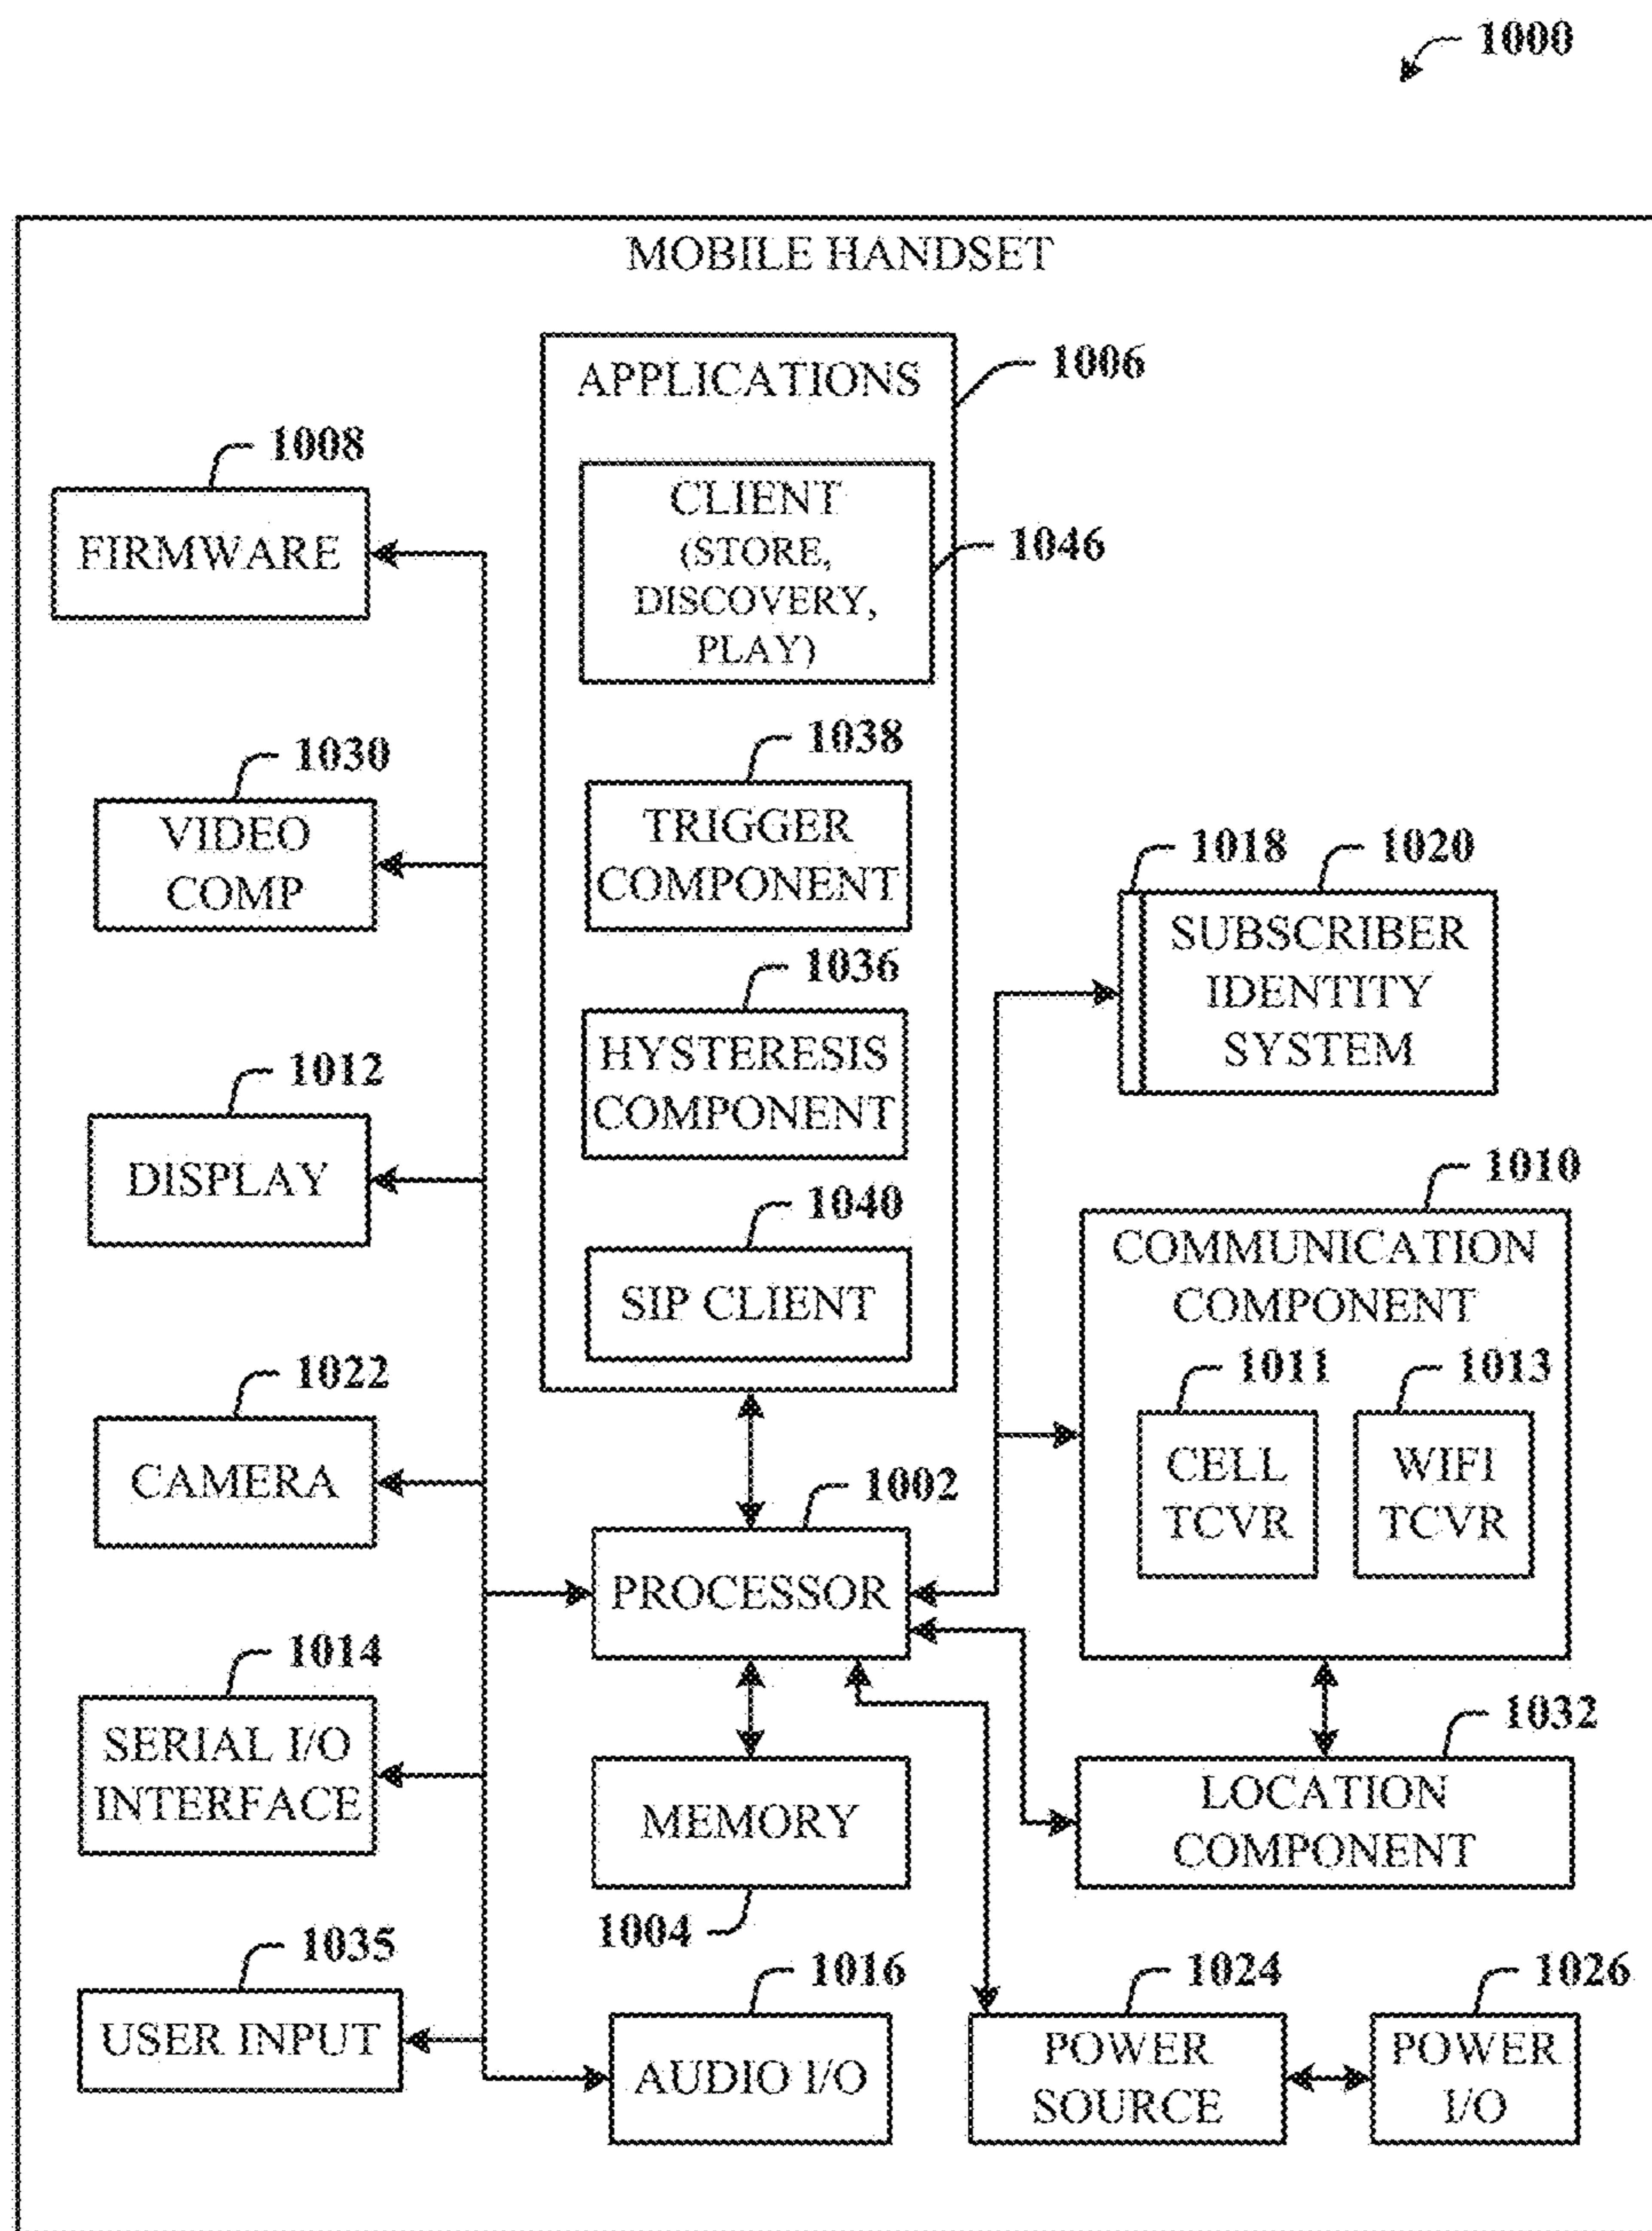 1000
MOBILE HANDSET
APPLICATIONS
1006
CLIENT
(STORE,
DISCOVERY,
PLAY)
1046
1038
TRIGGER
COMPONENT
1036
HYSTERESIS
COMPONENT
1040
SIP CLIENT
1008
FIRMWARE
1030
VIDEO
COMP
1012
DISPLAY
1022
CAMERA
1014
SERIAL I/O
INTERFACE
1035
USER INPUT
1002
PROCESSOR
MEMORY
1004
1016
AUDIO I/O
1018
1020
SUBSCRIBER
IDENTITY
SYSTEM
1010
COMMUNICATION
COMPONENT
1011
CELL
TCVR
1013
WIFI
TCVR
1032
LOCATION
COMPONENT
1024
POWER
SOURCE
1026
POWER
I/O